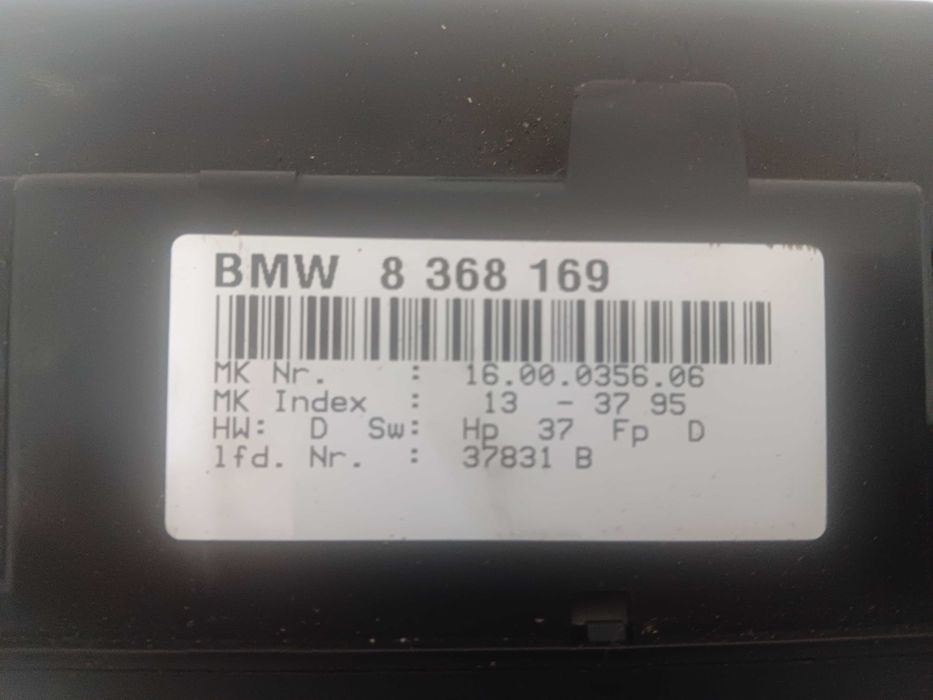 BMW 8 368 169
MK Nr. : 16.00.0356.06
MK Index : 13 - 37 95
HW: D Sw: Hp 37 Fp D
lfd. Nr. : 37831 B